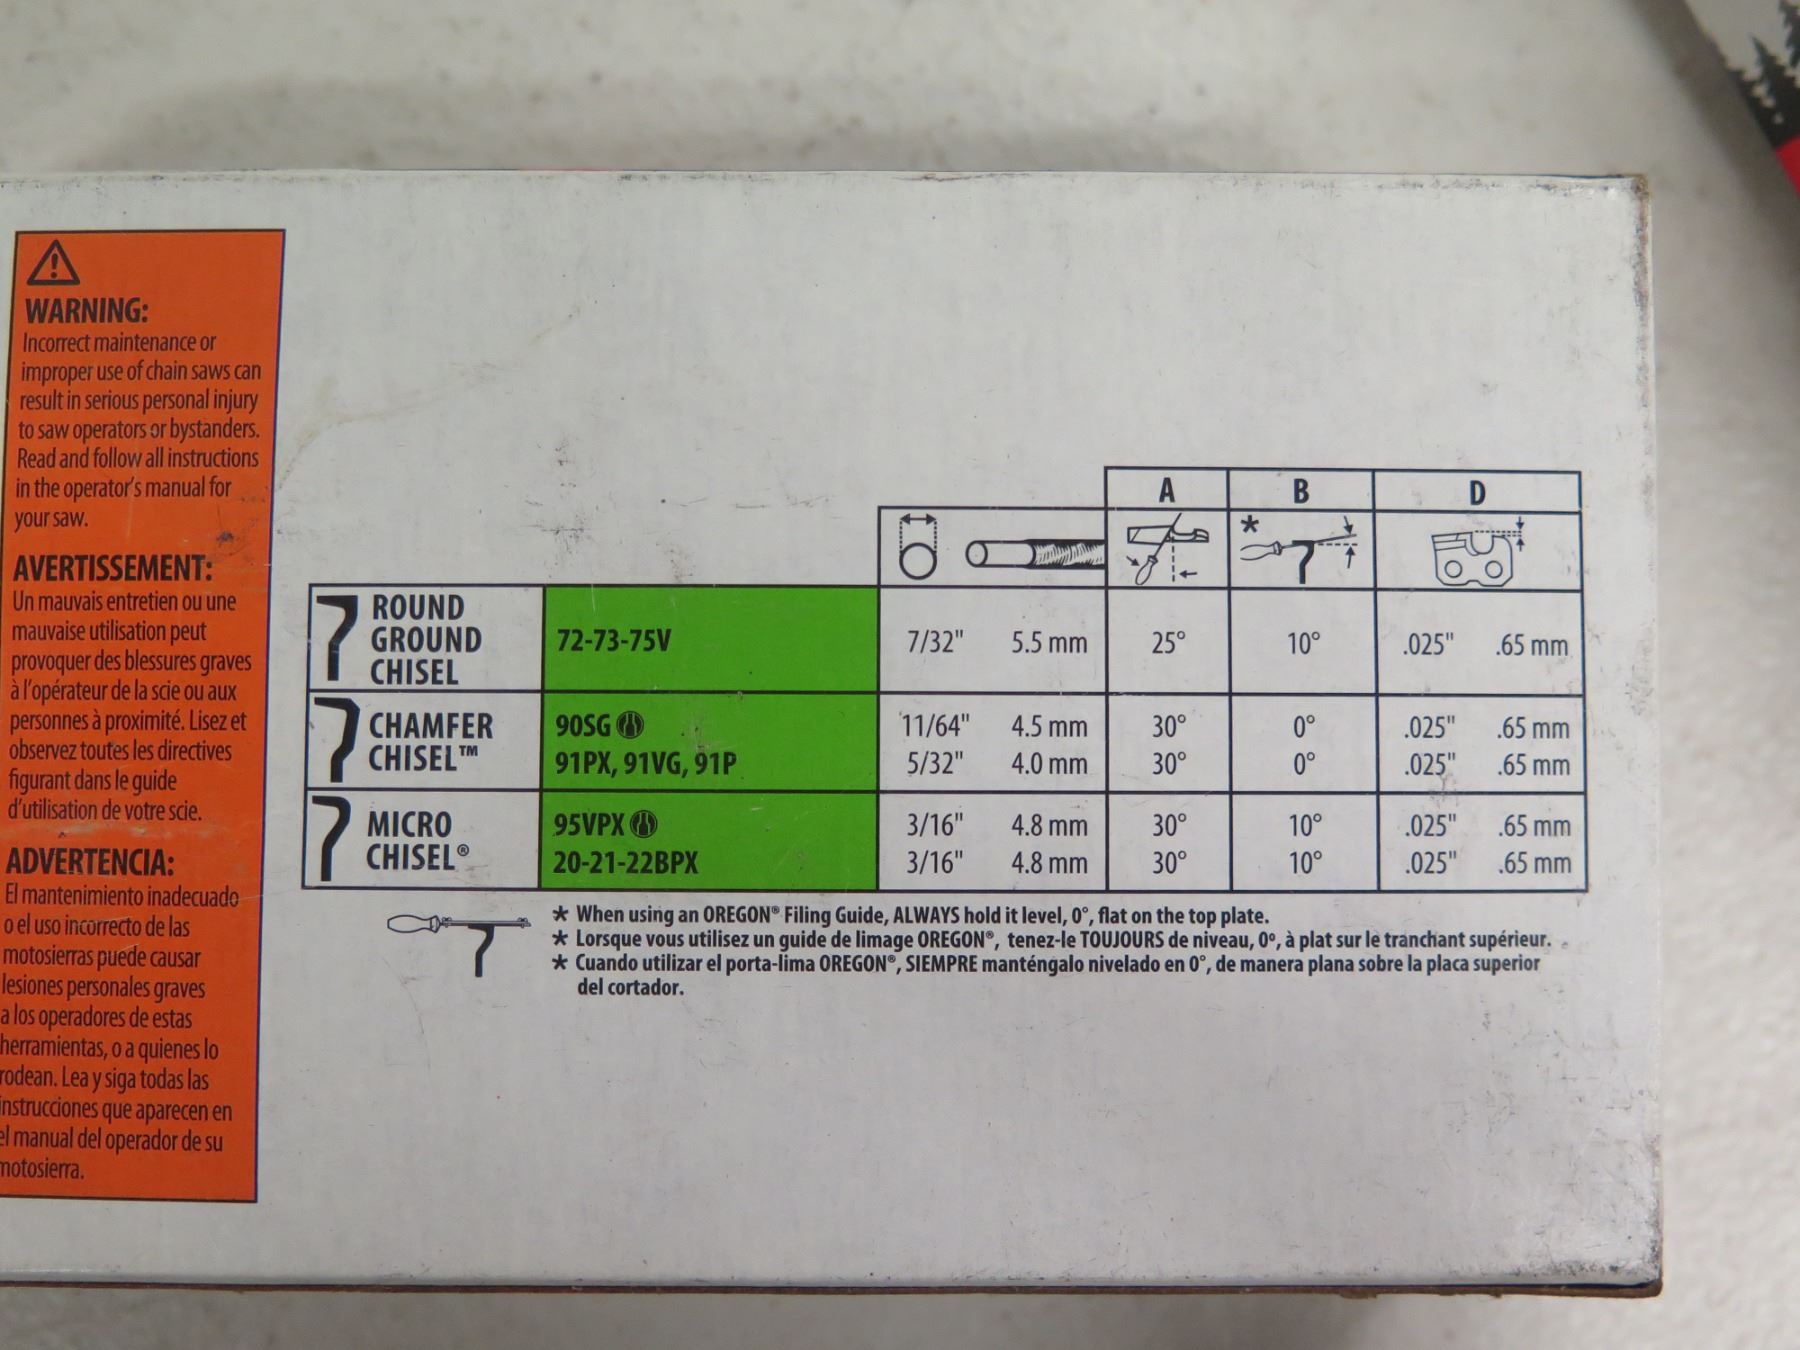 WARNING:
Incorrect maintenance or
improper use of chain saws can
result in serious personal injury
to saw operators or bystanders.
Read and follow all instructions
in the operator's manual for
your saw.
AVERTISSEMENT:
Un mauvais entretien ou une
mauvaise utilisation peut
provoquer des blessures graves
à l'opérateur de la scie ou aux
personnes à proximité. Lisez et
observez toutes les directives
figurant dans le guide
d'utilisation de votre scie.
ADVERTENCIA:
El mantenimiento inadecuado
o el uso incorrecto de las
motosierras puede causar
lesiones personales graves
a los operadores de estas
herramientas, o a quienes lo
rodean. Lea y siga todas las
instrucciones que aparecen en
el manual del operador de su
motosierra.
A B D
*
ROUND
GROUND
CHISEL
72-73-75V 7/32" 5.5 mm 25° 10° .025" .65 mm
CHAMFER
CHISEL™
90SG 11/64" 4.5 mm 30° 0° .025" .65 mm
91PX, 91VG, 91P 5/32" 4.0 mm 30° 0° .025" .65 mm
MICRO
CHISEL®
95VPX 3/16" 4.8 mm 30° 10° .025" .65 mm
20-21-22BPX 3/16" 4.8 mm 30° 10° .025" .65 mm
* When using an OREGON® Filing Guide, ALWAYS hold it level, 0°, flat on the top plate.
* Lorsque vous utilisez un guide de limage OREGON®, tenez-le TOUJOURS de niveau, 0°, à plat sur le tranchant supérieur.
* Cuando utilizar el porta-lima OREGON®, SIEMPRE manténgalo nivelado en 0°, de manera plana sobre la placa superior
del cortador.